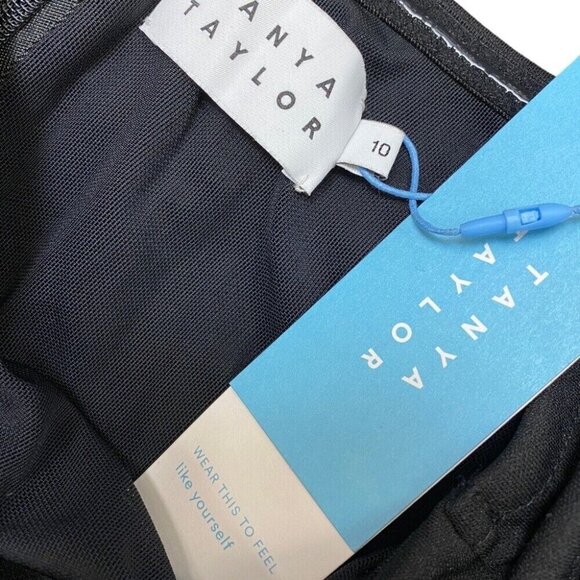 TANYA
TAYLOR
10
TANYA
TAYLOR
WEAR THIS TO FEEL
like yourself